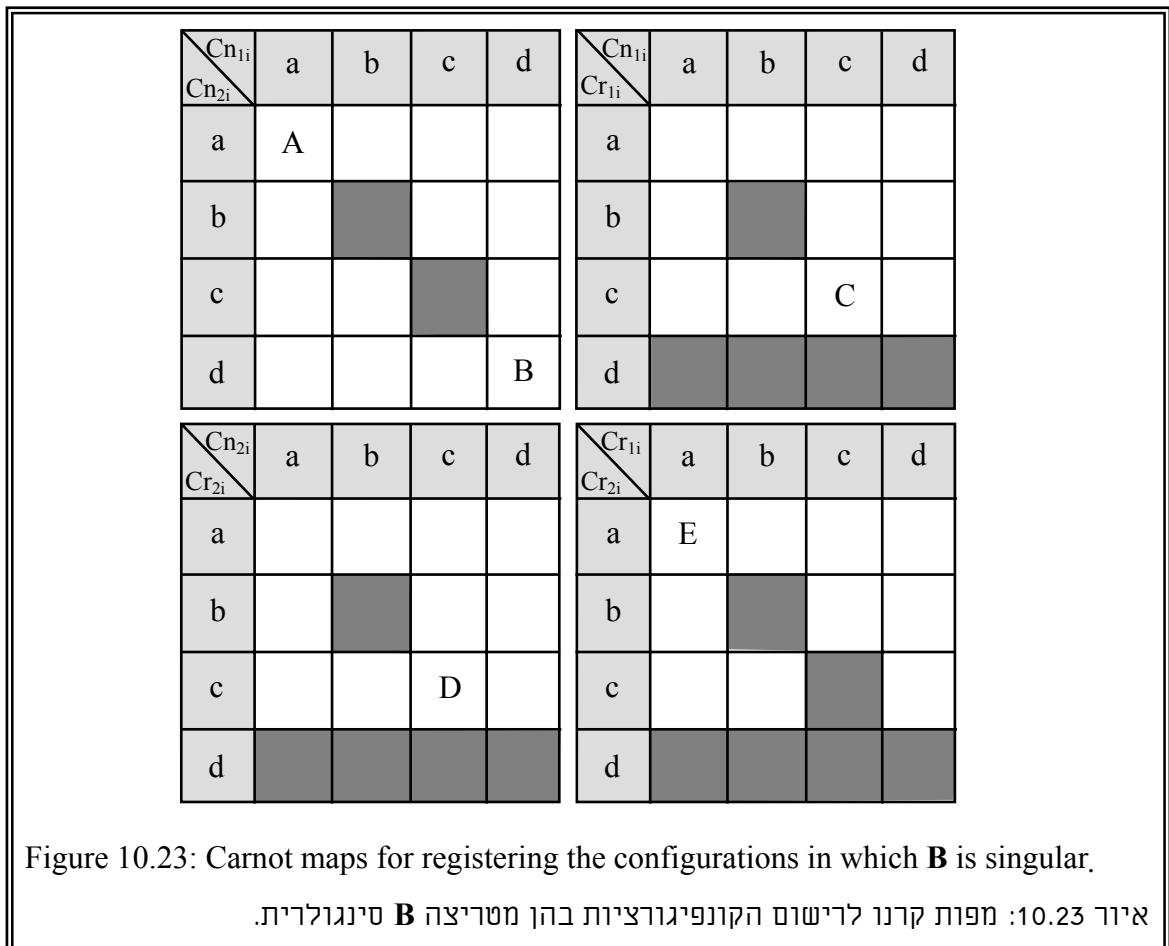 Cn1i a b c d
Cn2i
a A
b
c
d B
Cn1i a b c d
Cr1i
a
b
c C
d
Cn2i a b c d
Cr2i
a
b
c D
d
Cr1i a b c d
Cr2i
a E
b
c
d
Figure 10.23: Carnot maps for registering the configurations in which B is singular.
איור 10.23: מפות קרנו לרישום הקונפיגורציות בהן מטריצה B סינגולרית.